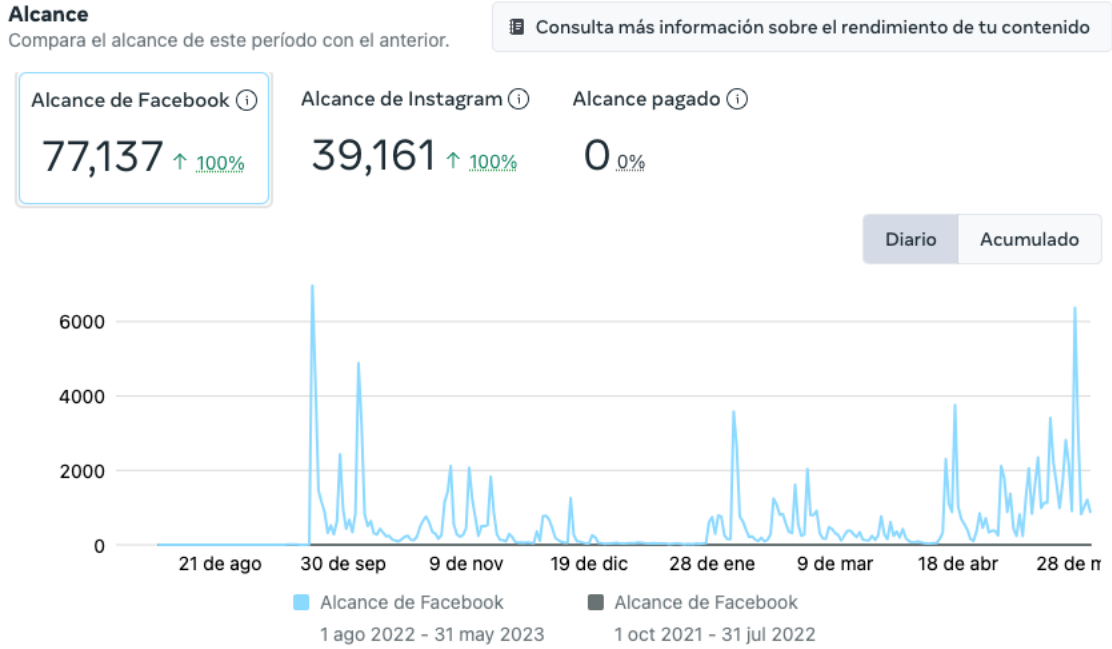 Alcance
Compara el alcance de este período con el anterior.
Consulta más información sobre el rendimiento de tu contenido
Alcance de Facebook
77,137 ↑ 100%
Alcance de Instagram
39,161 ↑ 100%
Alcance pagado
0 0%
Diario
Acumulado
6000
4000
2000
0
21 de ago 30 de sep 9 de nov 19 de dic 28 de ene 9 de mar 18 de abr 28 de m
Alcance de Facebook
1 ago 2022 - 31 may 2023
Alcance de Facebook
1 oct 2021 - 31 jul 2022